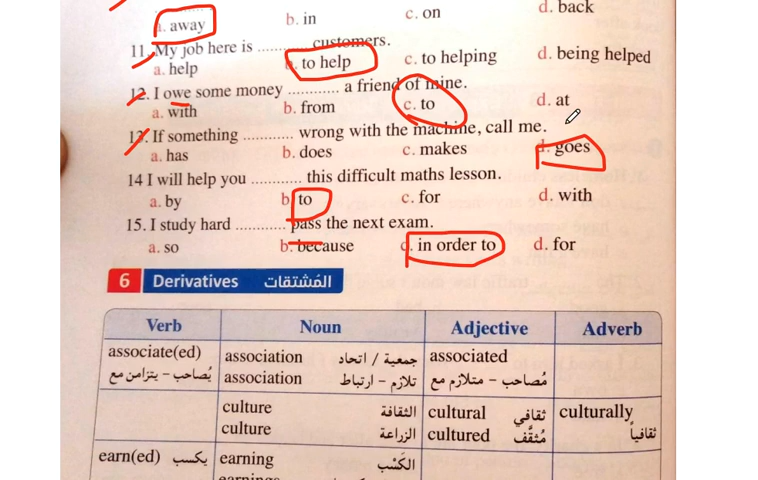 a. away b. in c. on d. back
11. My job here is ............ customers.
a. help b. to help c. to helping d. being helped
12. I owe some money ............ a friend of mine.
a. with b. from c. to d. at
13. If something ............ wrong with the machine, call me.
a. has b. does c. makes d. goes
14 I will help you ............ this difficult maths lesson.
a. by b. to c. for d. with
15. I study hard ............ pass the next exam.
a. so b. because c. in order to d. for
6 Derivatives المُشتقات
Verb Noun Adjective Adverb
associate(ed) association جمعية / اتحاد associated
يُصاحب – يتزامن مع association تلازم – ارتباط مُصاحب – متلازم مع
culture الثقافة cultural ثقافي culturally
culture الزراعة cultured مُثقَّف ثقافياً
earn(ed) يكسب earning الكَسْب
earnings